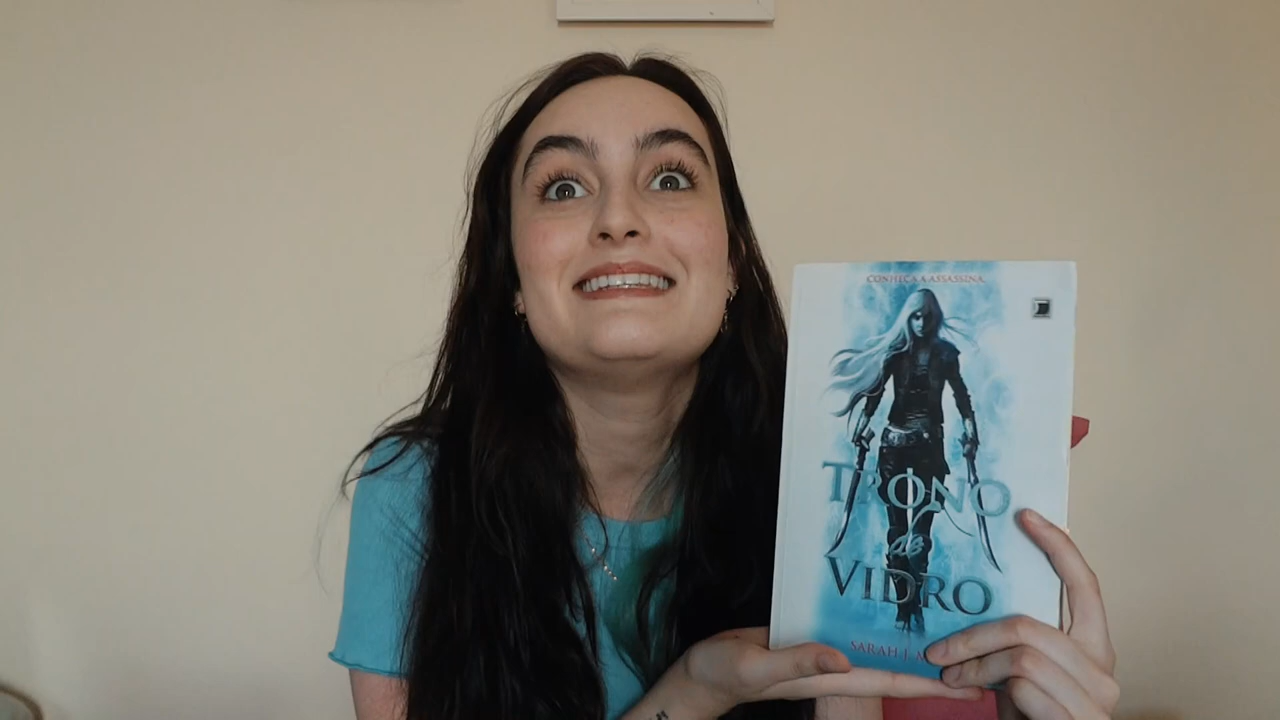 CONHEÇA A ASSASSINA.
TRONO
de
VIDRO
SARAH J.